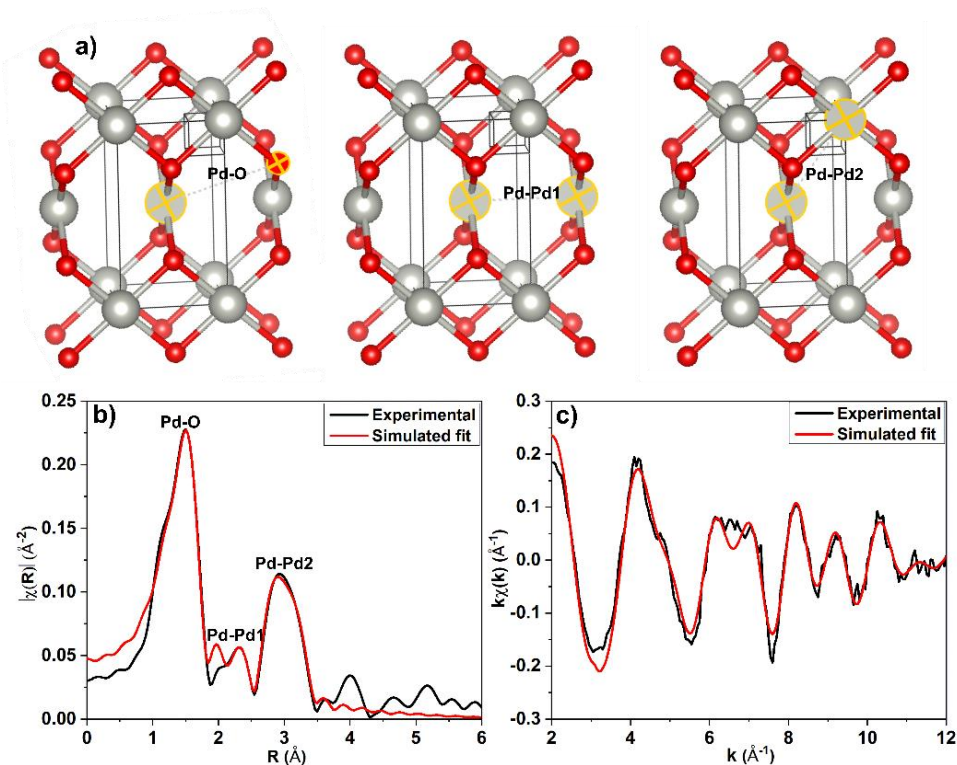 a)
Pd-O
Pd-Pd1
Pd-Pd2
b)
Pd-O
Experimental
Simulated fit
Pd-Pd2
Pd-Pd1
0.25
0.20
0.15
0.10
0.05
0.00
|χ(R)| (Å⁻²)
0 1 2 3 4 5 6
R (Å)
c)
Experimental
Simulated fit
0.3
0.2
0.1
0.0
-0.1
-0.2
-0.3
kχ(k) (Å⁻¹)
2 4 6 8 10 12
k (Å⁻¹)